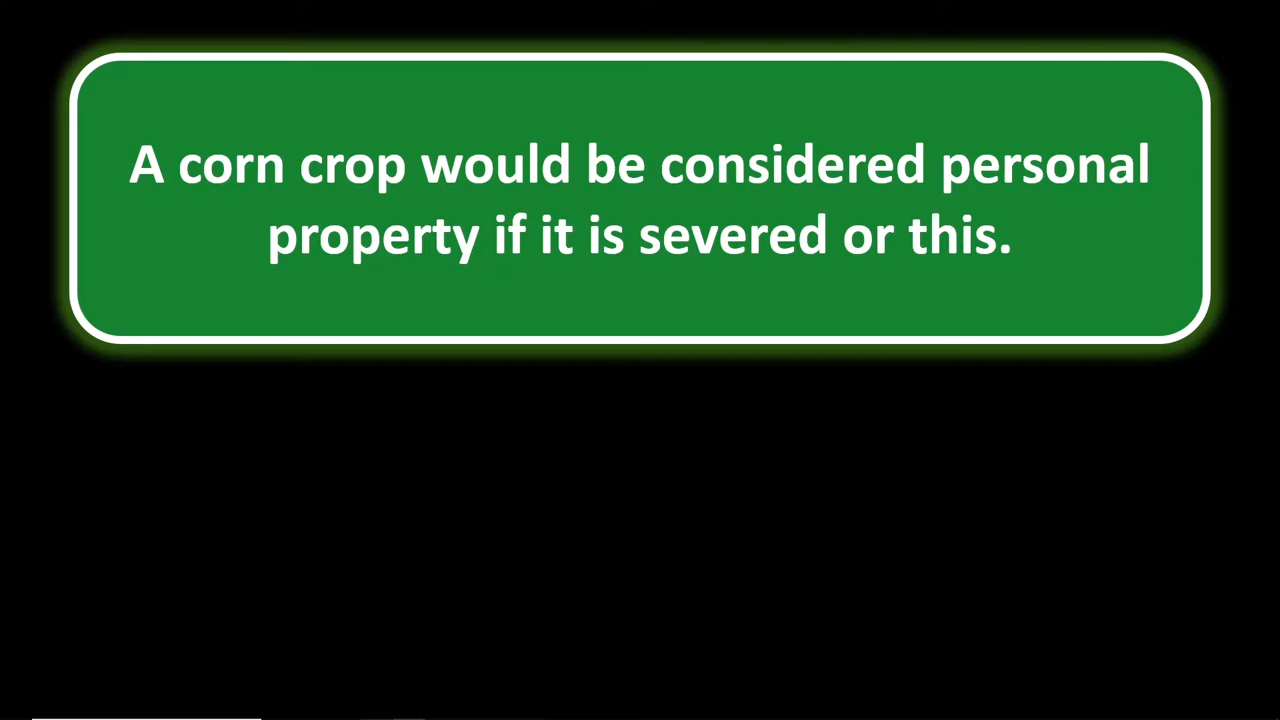 A corn crop would be considered personal
property if it is severed or this.